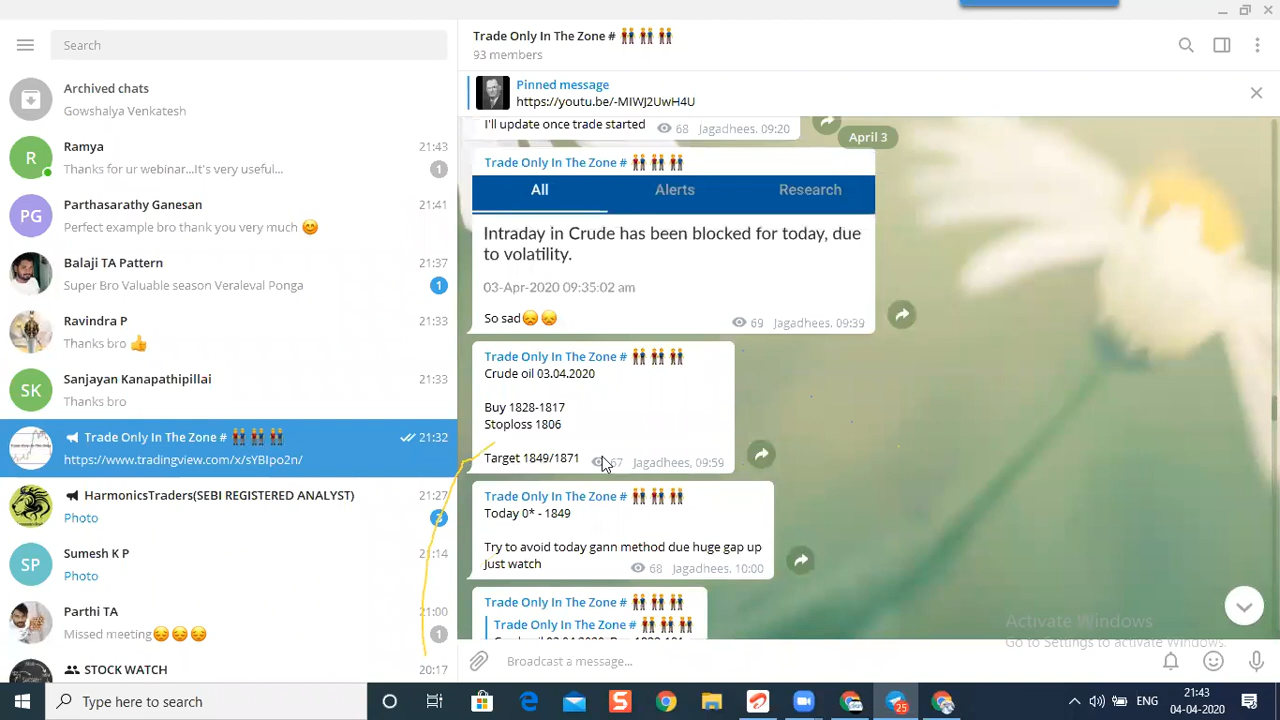 Search
Archived chats
Gowshalya Venkatesh
Ramya 21:43
Thanks for ur webinar...It's very useful... 1
PG Parthasarathy Ganesan 21:41
Perfect example bro thank you very much 😊
Balaji TA Pattern 21:37
Super Bro Valuable season Veraleval Ponga 1
Ravindra P 21:33
Thanks bro 👍
SK Sanjayan Kanapathipillai 21:33
Thanks bro
Trade Only In The Zone # 👬 👬 👬 21:32
https://www.tradingview.com/x/sYBIpo2n/
HarmonicsTraders(SEBI REGISTERED ANALYST) 21:27
Photo
Sumesh K P 21:14
Photo
Parthi TA 21:00
Missed meeting😔😔😔 1
STOCK WATCH 20:17
Trade Only In The Zone # 👬 👬 👬
93 members
Pinned message
https://youtu.be/-MIWJ2UwH4U
I'll update once trade started 68 Jagadhees, 09:20
April 3
Trade Only In The Zone # 👬 👬 👬
All Alerts Research
Intraday in Crude has been blocked for today, due
to volatility.
03-Apr-2020 09:35:02 am
So sad😞😞 69 Jagadhees, 09:39
Trade Only In The Zone # 👬 👬 👬
Crude oil 03.04.2020
Buy 1828-1817
Stoploss 1806
Target 1849/1871 67 Jagadhees, 09:59
Trade Only In The Zone # 👬 👬 👬
Today 0* - 1849
Try to avoid today gann method due huge gap up
Just watch 68 Jagadhees, 10:00
Trade Only In The Zone # 👬 👬 👬
Trade Only In The Zone # 👬 👬 👬
Activate Windows
Go to Settings to activate Windows.
Broadcast a message...
Type here to search
25
ENG
21:43
04-04-2020